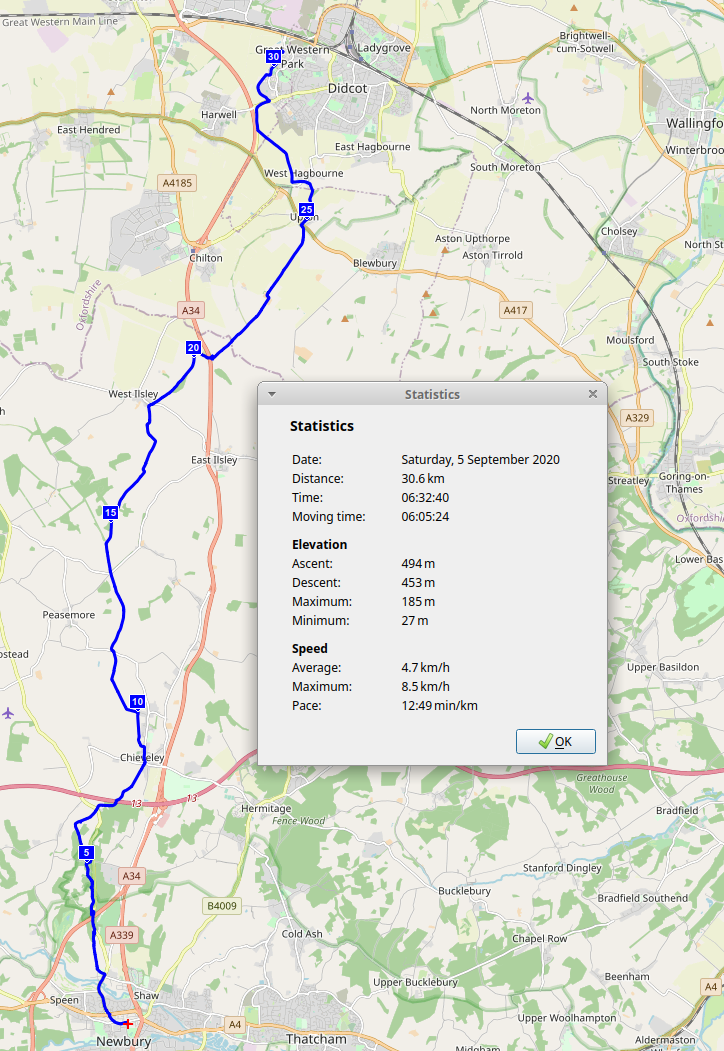 Great Western Main Line
Great Western
Park
30
Ladygrove
Brightwell-
cum-Sotwell
Didcot
Harwell
North Moreton
Wallingfo
East Hendred
East Hagbourne
Winterbroo
West Hagbourne
South Moreton
A4185
25
Upton
Cholsey
Aston Upthorpe
Aston Tirrold
North St
Chilton
Blewbury
Oxfordshire
A34
A417
20
Moulsford
South Stoke
West Ilsley
A329
East Ilsley
Streatley
Goring-on-
Thames
15
Oxfordshi
Lower Bas
Peasemore
pstead
Upper Basildon
10
Chieveley
13
13
Greathouse
Wood
Hermitage
Fence Wood
Bradfield
5
A34
Stanford Dingley
Bucklebury
Bradfield Southend
B4009
A339
Cold Ash
Chapel Row
Beenham
Upper Bucklebury
A4
Speen
Shaw
Upper Woolhampton
A4
Newbury
Thatcham
Aldermaston
Midgham
Statistics
Statistics
Date: Saturday, 5 September 2020
Distance: 30.6 km
Time: 06:32:40
Moving time: 06:05:24
Elevation
Ascent: 494 m
Descent: 453 m
Maximum: 185 m
Minimum: 27 m
Speed
Average: 4.7 km/h
Maximum: 8.5 km/h
Pace: 12:49 min/km
OK